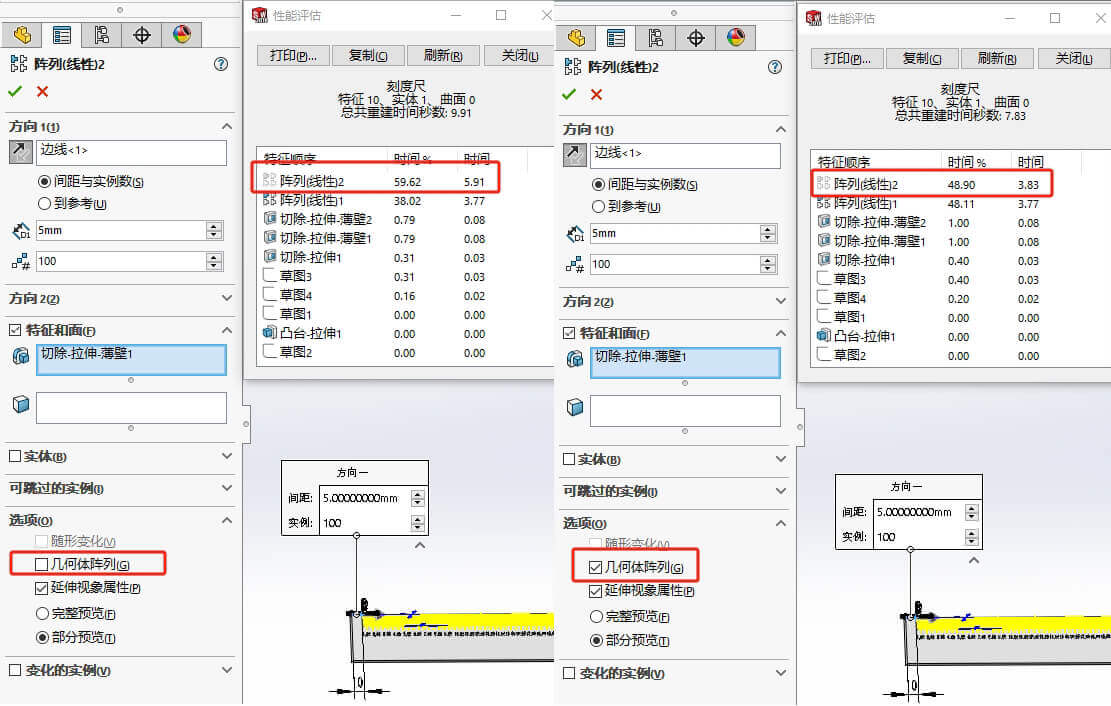 阵列(线性)2
方向 1(1)
边线<1>
间距与实例数(S)
到参考(U)
5mm
100
方向 2(2)
特征和面(F)
切除-拉伸-薄壁1
实体(B)
可跳过的实例(I)
选项(O)
随形变化(V)
几何体阵列(G)
延伸视象属性(P)
完整预览(F)
部分预览(T)
变化的实例(V)
性能评估
打印(P)... 复制(C) 刷新(R) 关闭(L)
刻度尺
特征 10、实体 1、曲面 0
总共重建时间秒数: 9.91
特征顺序 时间 % 时间
阵列(线性)2 59.62 5.91
阵列(线性)1 38.02 3.77
切除-拉伸-薄壁2 0.79 0.08
切除-拉伸-薄壁1 0.79 0.08
切除-拉伸1 0.31 0.03
草图3 0.31 0.03
草图4 0.16 0.02
草图1 0.00 0.00
凸台-拉伸1 0.00 0.00
草图2 0.00 0.00
方向一
间距: 5.00000000mm
实例: 100
0
阵列(线性)2
方向 1(1)
边线<1>
间距与实例数(S)
到参考(U)
5mm
100
方向 2(2)
特征和面(F)
切除-拉伸-薄壁1
实体(B)
可跳过的实例(I)
选项(O)
随形变化(V)
几何体阵列(G)
延伸视象属性(P)
完整预览(F)
部分预览(T)
变化的实例(V)
性能评估
打印(P)... 复制(C) 刷新(R) 关闭(L)
刻度尺
特征 10、实体 1、曲面 0
总共重建时间秒数: 7.83
特征顺序 时间 % 时间
阵列(线性)2 48.90 3.83
阵列(线性)1 48.11 3.77
切除-拉伸-薄壁2 1.00 0.08
切除-拉伸-薄壁1 1.00 0.08
切除-拉伸1 0.40 0.03
草图3 0.40 0.03
草图4 0.20 0.02
草图1 0.00 0.00
凸台-拉伸1 0.00 0.00
草图2 0.00 0.00
方向一
间距: 5.00000000mm
实例: 100
0